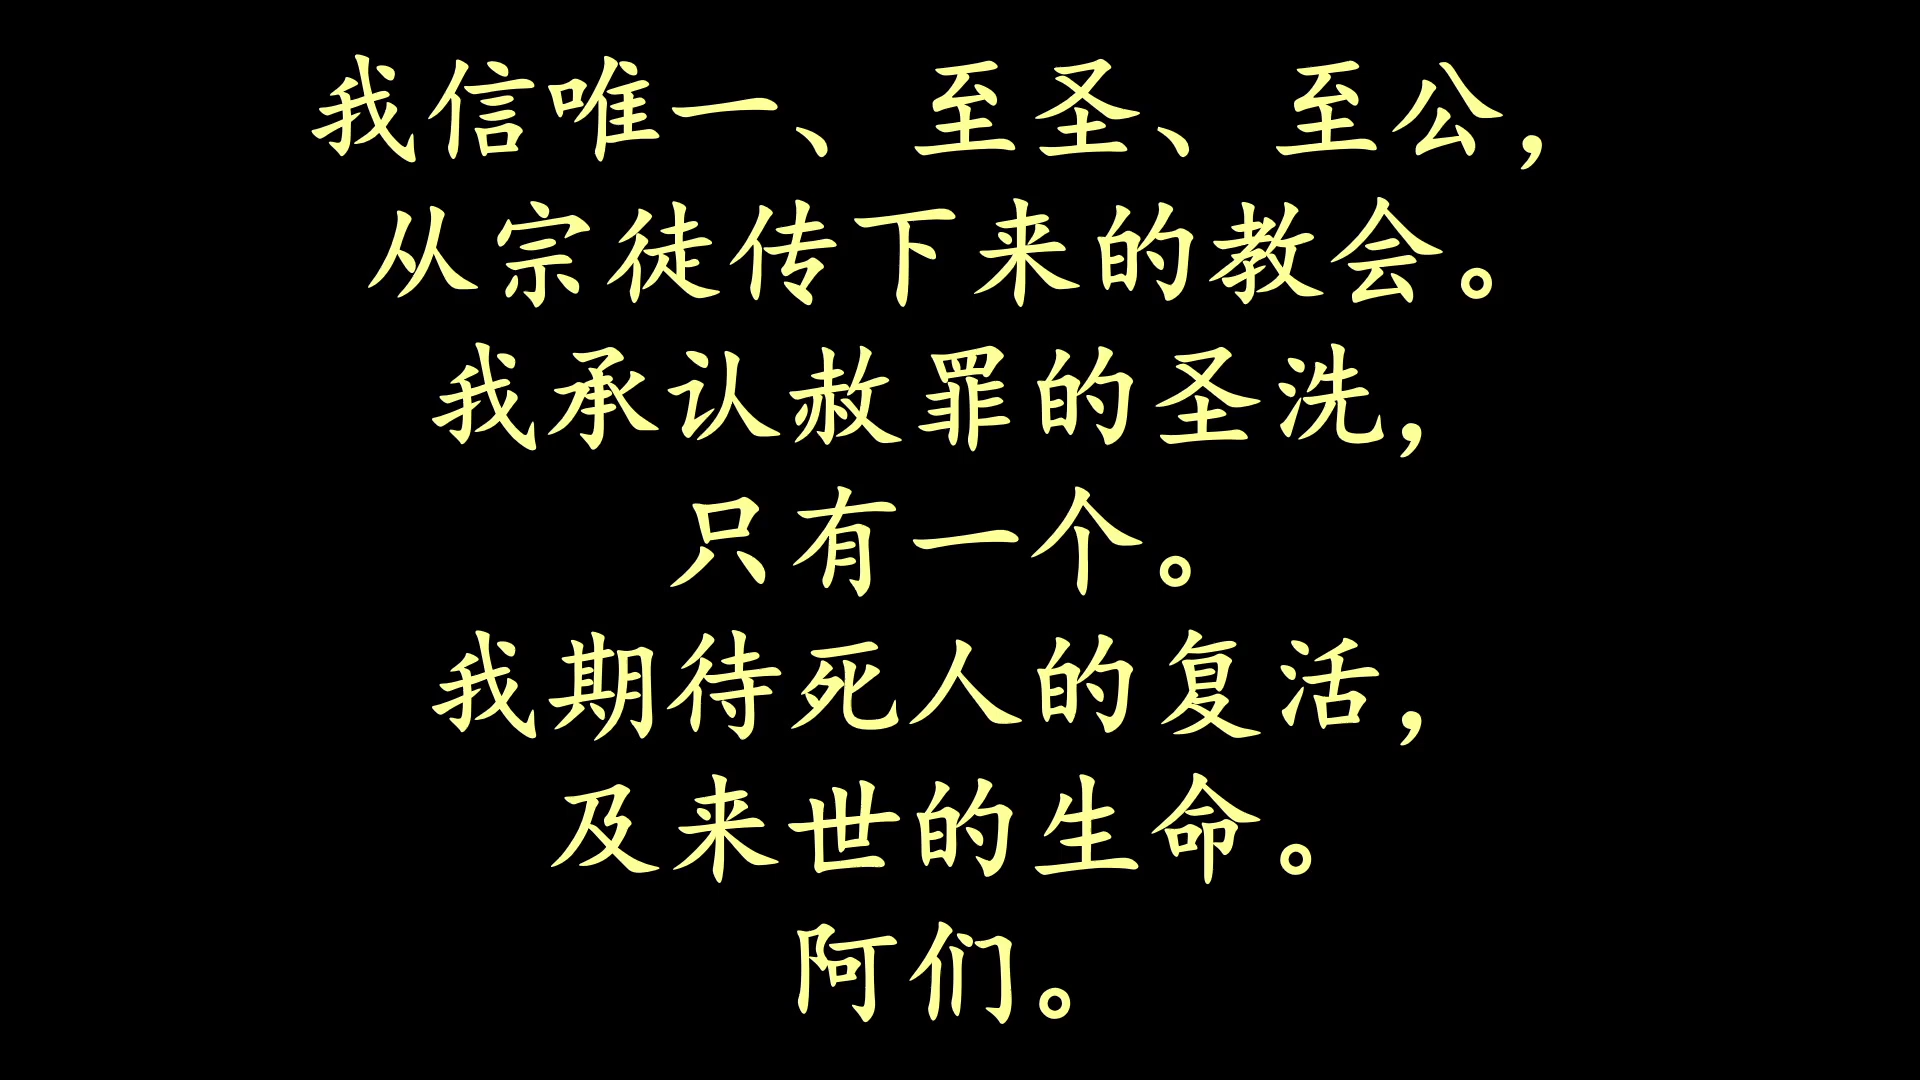 我信唯一、至圣、至公，
从宗徒传下来的教会。
我承认赦罪的圣洗，
只有一个。
我期待死人的复活，
及来世的生命。
阿们。